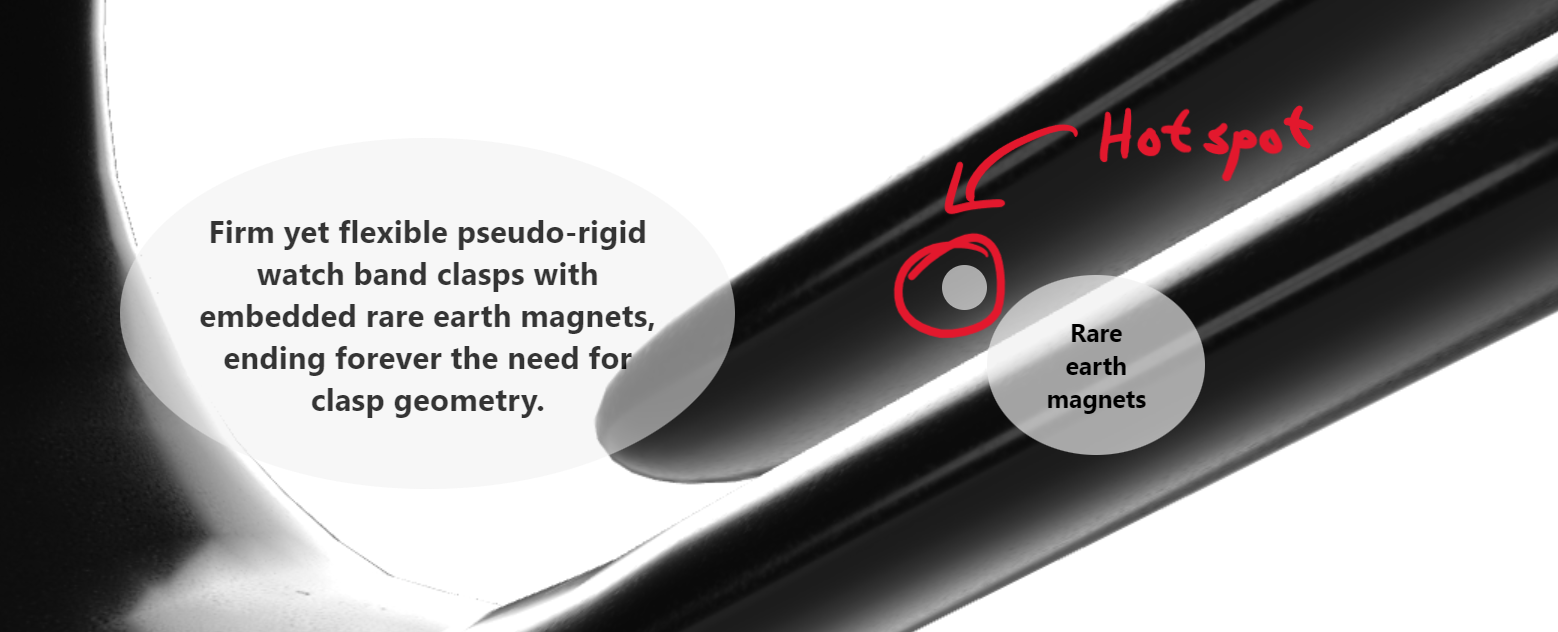 Hotspot
Firm yet flexible pseudo-rigid
watch band clasps with
embedded rare earth magnets,
ending forever the need for
clasp geometry.
Rare
earth
magnets